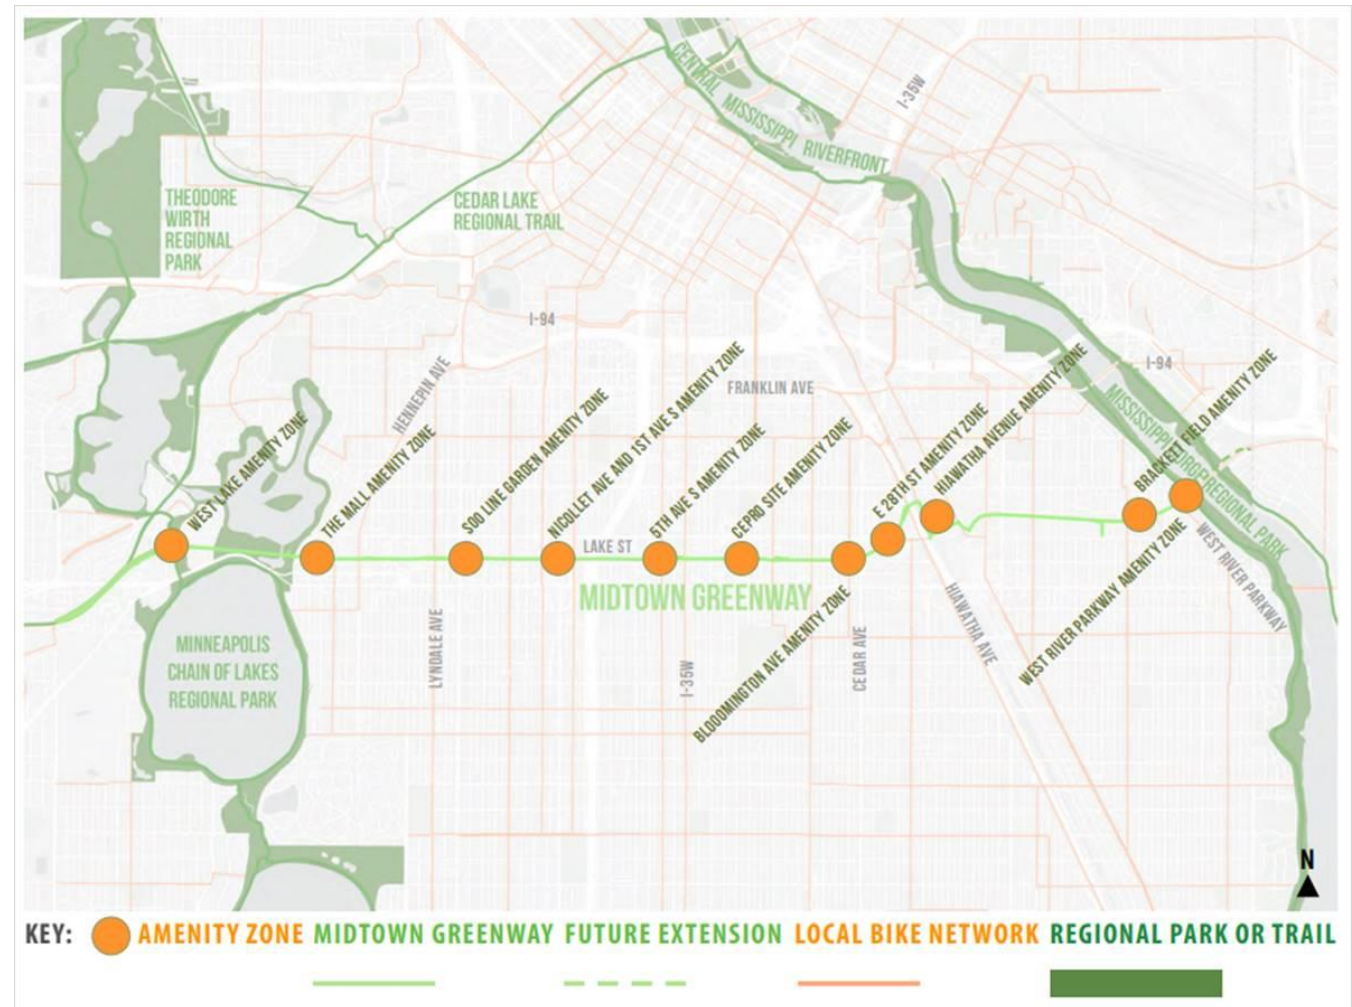 CENTRAL MISSISSIPPI RIVERFRONT
I-35W
THEODORE
WIRTH
REGIONAL
PARK
CEDAR LAKE
REGIONAL TRAIL
I-94
HENNEPIN AVE
FRANKLIN AVE
I-94
WEST LAKE AMENITY ZONE
THE MALL AMENITY ZONE
SOO LINE GARDEN AMENITY ZONE
NICOLLET AVE AND 1ST AVE S AMENITY ZONE
5TH AVE S AMENITY ZONE
CEPRO SITE AMENITY ZONE
E 28TH ST AMENITY ZONE
HIAWATHA AVENUE AMENITY ZONE
BRACKETT FIELD AMENITY ZONE
MISSISSIPPI GORGE REGIONAL PARK
LAKE ST
MIDTOWN GREENWAY
BLOOOMINGTON AVE AMENITY ZONE
WEST RIVER PARKWAY AMENITY ZONE
WEST RIVER PARKWAY
MINNEAPOLIS
CHAIN OF LAKES
REGIONAL PARK
LYNDALE AVE
I-35W
CEDAR AVE
HIAWATHA AVE
N
KEY: AMENITY ZONE MIDTOWN GREENWAY FUTURE EXTENSION LOCAL BIKE NETWORK REGIONAL PARK OR TRAIL